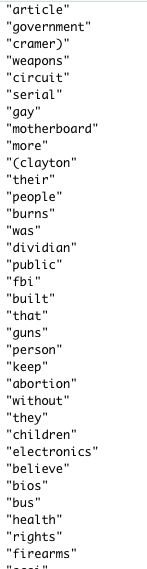 "article"
"government"
"cramer)"
"weapons"
"circuit"
"serial"
"gay"
"motherboard"
"more"
"(clayton"
"their"
"people"
"burns"
"was"
"dividian"
"public"
"fbi"
"built"
"that"
"guns"
"person"
"keep"
"abortion"
"without"
"they"
"children"
"electronics"
"believe"
"bios"
"bus"
"health"
"rights"
"firearms"